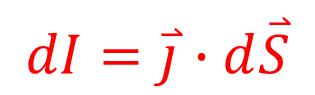 dI = j⃗ · dS⃗